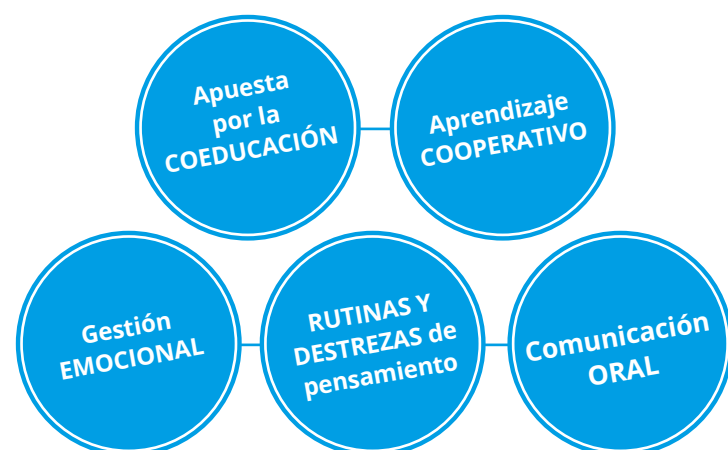 Apuesta
por la
COEDUCACIÓN
Aprendizaje
COOPERATIVO
Gestión
EMOCIONAL
RUTINAS Y
DESTREZAS de
pensamiento
Comunicación
ORAL